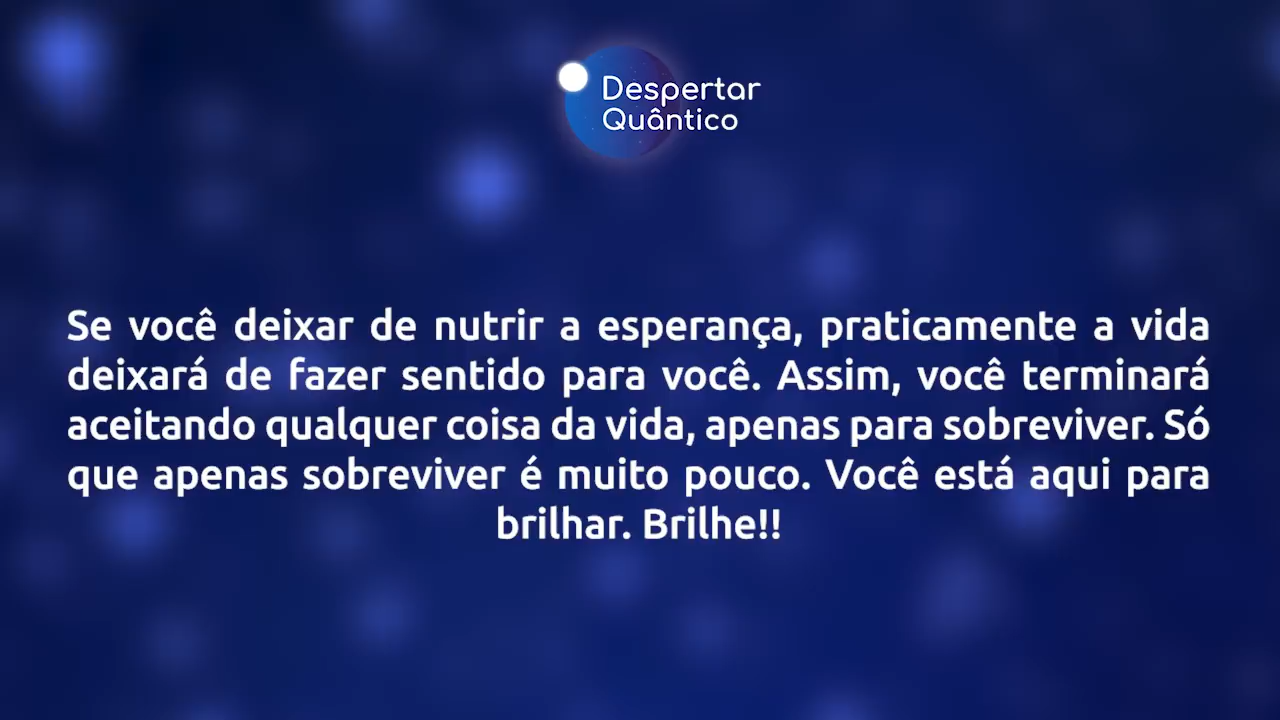 Despertar
Quântico
Se você deixar de nutrir a esperança, praticamente a vida
deixará de fazer sentido para você. Assim, você terminará
aceitando qualquer coisa da vida, apenas para sobreviver. Só
que apenas sobreviver é muito pouco. Você está aqui para
brilhar. Brilhe!!